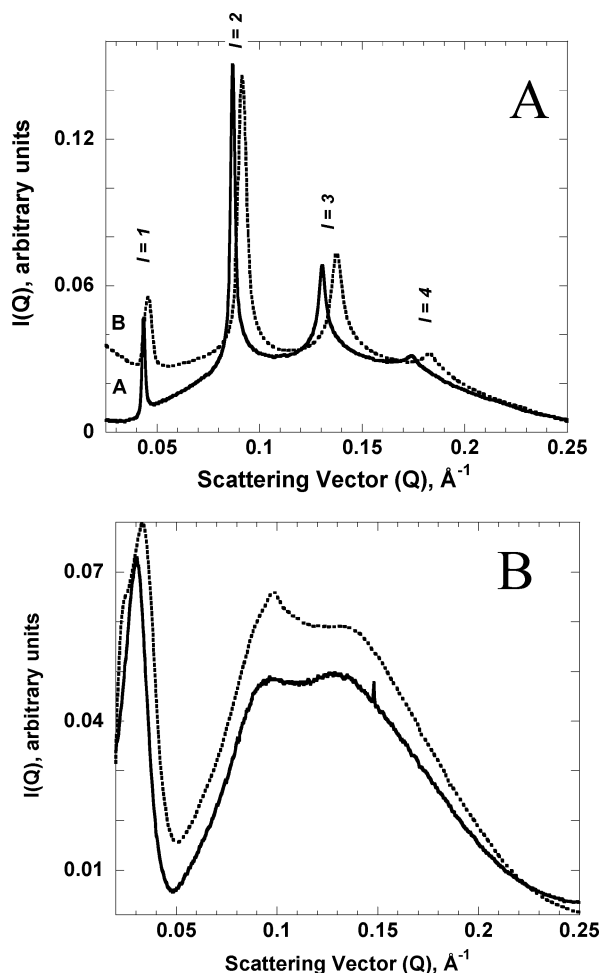 l = 2
A
0.12
l = 3
l = 1
I(Q), arbitrary units
0.06
l = 4
B
A
0
0.05 0.1 0.15 0.2 0.25
Scattering Vector (Q), Å-1
B
0.07
I(Q), arbitrary units
0.04
0.01
0.05 0.1 0.15 0.2 0.25
Scattering Vector (Q), Å-1